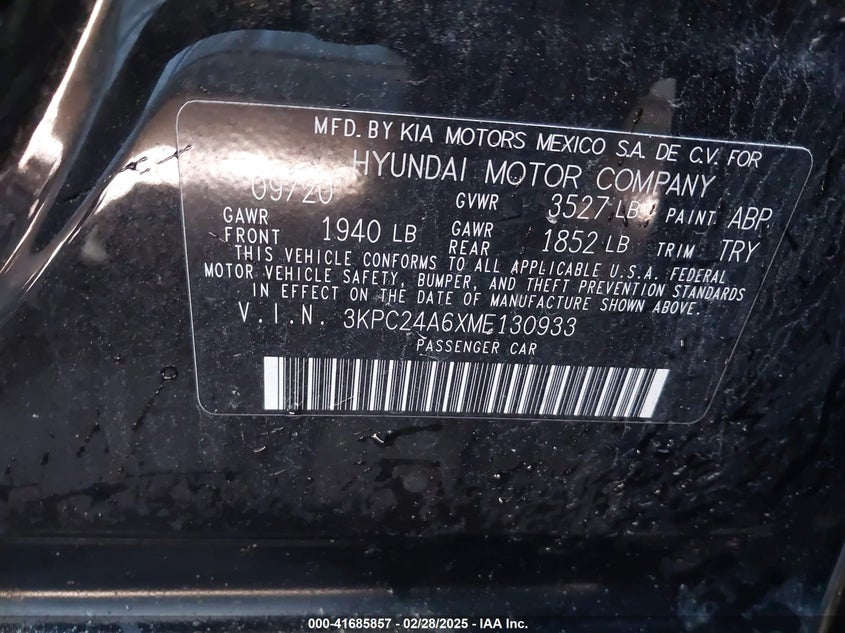 MFD. BY KIA MOTORS MEXICO S.A. DE C.V. FOR
HYUNDAI MOTOR COMPANY
09/20 GVWR 3527 LB PAINT ABP
GAWR FRONT 1940 LB GAWR REAR 1852 LB TRIM TRY
THIS VEHICLE CONFORMS TO ALL APPLICABLE U.S.A. FEDERAL
MOTOR VEHICLE SAFETY, BUMPER, AND THEFT PREVENTION STANDARDS
IN EFFECT ON THE DATE OF MANUFACTURE SHOWN ABOVE.
V.I.N. 3KPC24A6XME130933
PASSENGER CAR
000-41685857 - 02/28/2025 - IAA Inc.